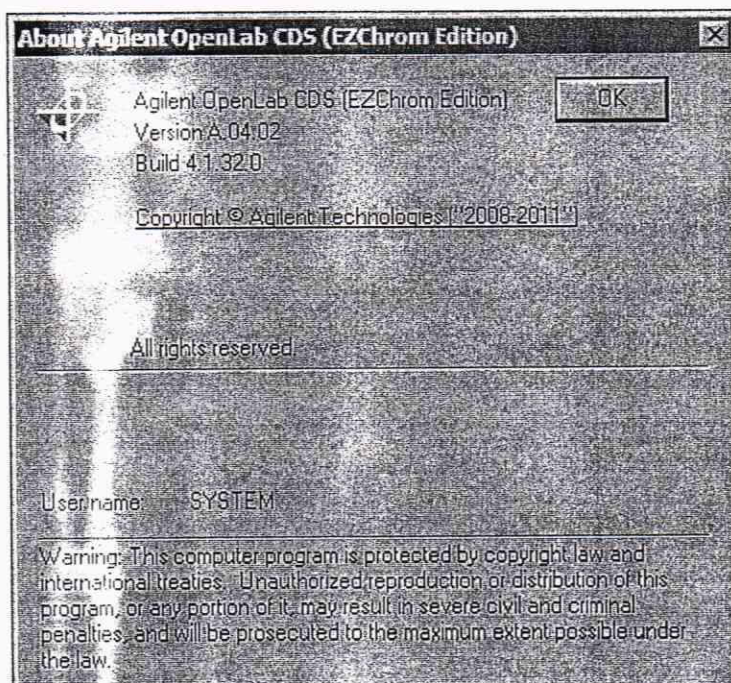 About Agilent OpenLab CDS (EZChrom Edition)
Agilent OpenLab CDS (EZChrom Edition)
OK
Version A.04.02
Build 4.1.32.0
Copyright © Agilent Technologies ["2008-2011"]
All rights reserved.
User name: SYSTEM
Warning: This computer program is protected by copyright law and
international treaties. Unauthorized reproduction or distribution of this
program, or any portion of it, may result in severe civil and criminal
penalties, and will be prosecuted to the maximum extent possible under
the law.